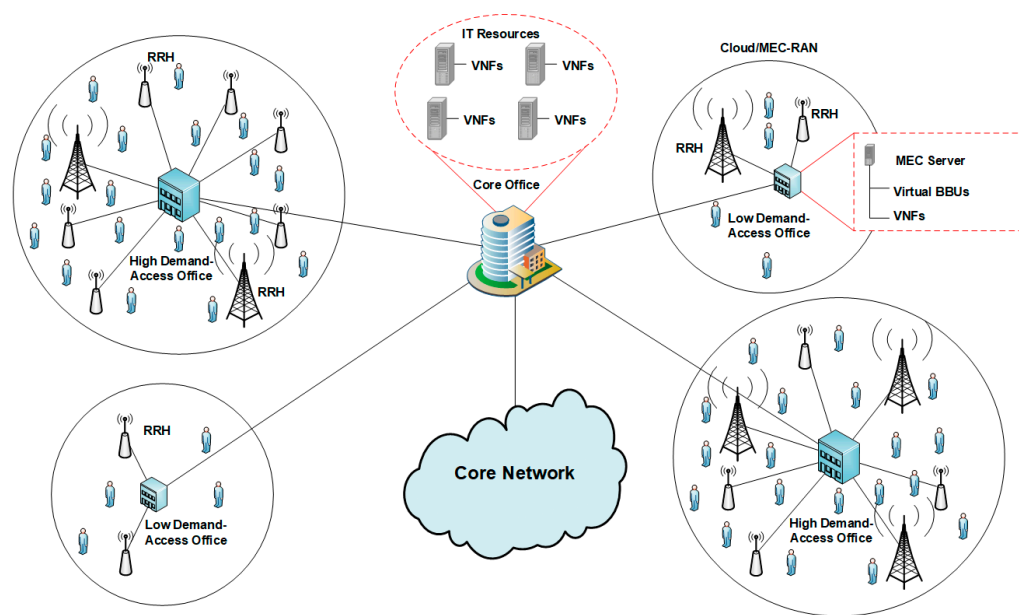 IT Resources
VNFs
VNFs
VNFs
VNFs
Core Office
RRH
High Demand-
Access Office
RRH
Cloud/MEC-RAN
RRH
RRH
Low Demand-
Access Office
MEC Server
Virtual BBUs
VNFs
RRH
Low Demand-
Access Office
Core Network
High Demand-
Access Office